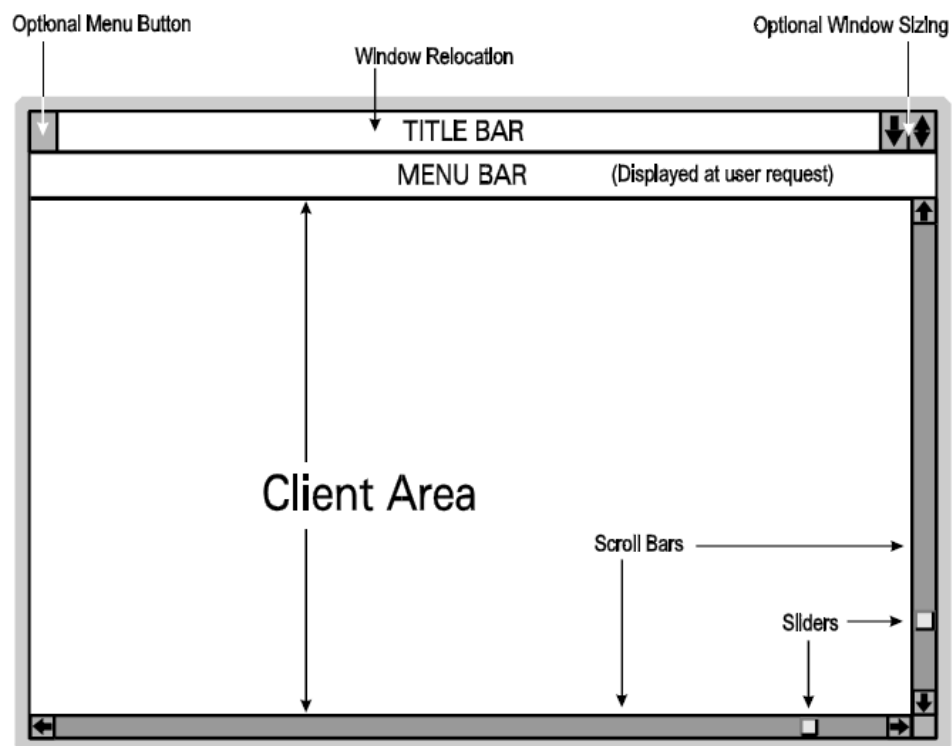 Optional Menu Button
Optional Window Sizing
Window Relocation
TITLE BAR
MENU BAR (Displayed at user request)
Client Area
Scroll Bars
Sliders